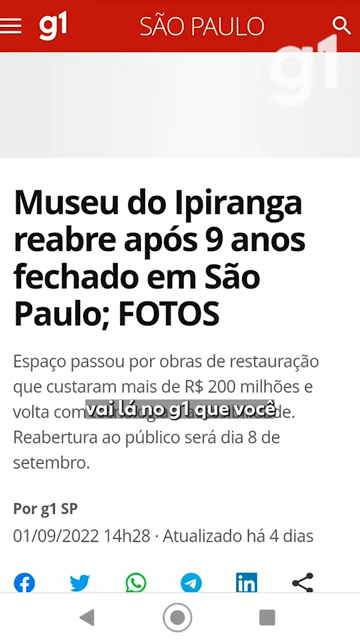 g1
SÃO PAULO
g1
Museu do Ipiranga
reabre após 9 anos
fechado em São
Paulo; FOTOS
Espaço passou por obras de restauração
que custaram mais de R$ 200 milhões e
volta com
vai lá no g1 que você
Reabertura ao público será dia 8 de
setembro.
Por g1 SP
01/09/2022 14h28 · Atualizado há 4 dias